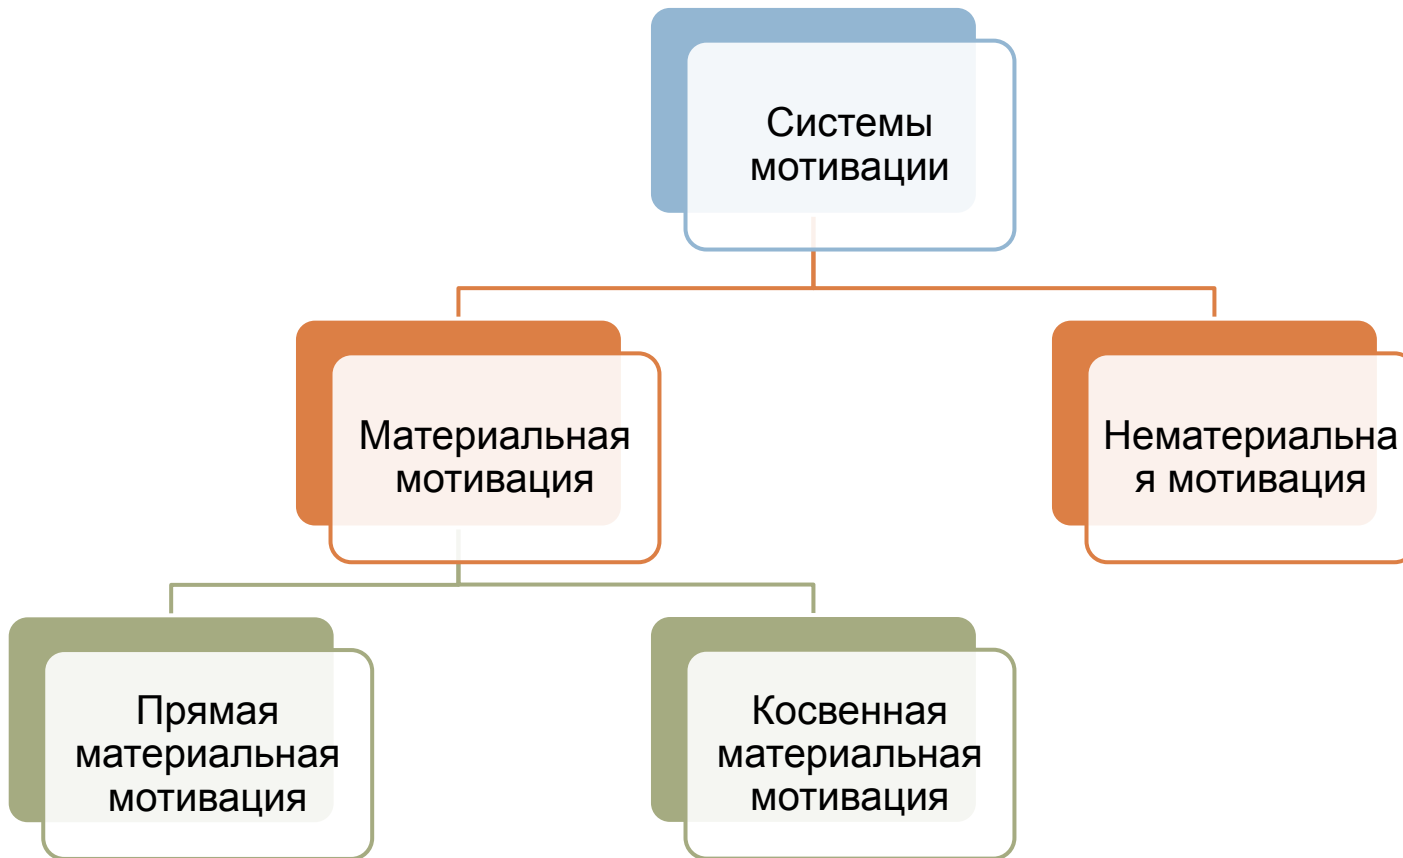 Системы
мотивации
Материальная
мотивация
Нематериальна
я мотивация
Прямая
материальная
мотивация
Косвенная
материальная
мотивация